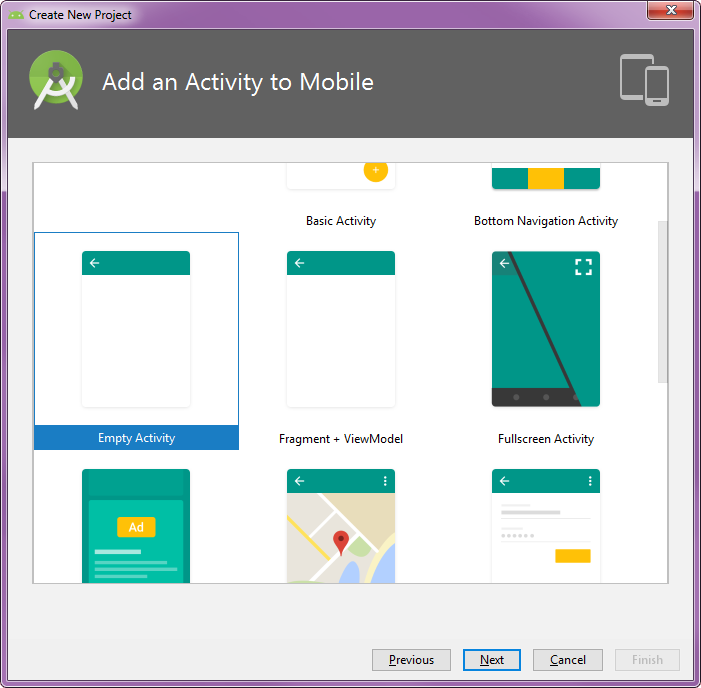 Create New Project
Add an Activity to Mobile
Basic Activity
Bottom Navigation Activity
Empty Activity
Fragment + ViewModel
Fullscreen Activity
Ad
Previous
Next
Cancel
Finish